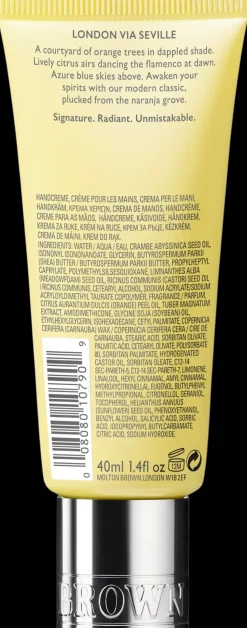 LONDON VIA SEVILLE
A courtyard of orange trees in dappled shade.
Lively citrus airs dancing the flamenco at dawn.
Azure blue skies above. Awaken your
spirits with our modern classic,
plucked from the naranja grove.
Signature. Radiant. Unmistakable.
HANDCREME, CRÈME POUR LES MAINS, CREMA PER LE MANI,
HANDKRÄM, ΚΡΕΜΑ ΧΕΡΙΩΝ, CREMA DE MANOS, HANDCRÈME,
CREME PARA AS MÃOS, HÅNDCREME, KÄSIVOIDE, HÅNDKREM,
KREMA ZA RUKE, KRÉM NA RUCE, КРЕМ ЗА РЪЦЕ, KÉZKRÉM,
CREMA DE MÂINI, KREM DO RĄK.
INGREDIENTS: WATER / AQUA / EAU, CRAMBE ABYSSINICA SEED OIL,
ISONONYL ISONONANOATE, GLYCERIN, BUTYROSPERMUM PARKII
(SHEA) BUTTER / BUTYROSPERMUM PARKII BUTTER, PROPYLHEPTYL
CAPRYLATE, POLYMETHYLSILSESQUIOXANE, LIMNANTHES ALBA
(MEADOWFOAM) SEED OIL, RICINUS COMMUNIS (CASTOR) SEED OIL
/ RICINUS COMMUNIS, CETEARYL ALCOHOL, SODIUM ACRYLATE/SODIUM
ACRYLOYLDIMETHYL TAURATE COPOLYMER, FRAGRANCE / PARFUM,
CITRUS AURANTIUM DULCIS (ORANGE) PEEL OIL, TUBER MAGNATUM
EXTRACT, AMODIMETHICONE, GLYCINE SOJA (SOYBEAN) OIL,
ETHYLHEXYLGLYCERIN, ISOHEXADECANE, CETYL PALMITATE, COPERNICIA
CERIFERA (CARNAUBA) WAX / COPERNICIA CERIFERA CERA / CIRE DE
CARNAUBA, STEARIC ACID, SORBITAN OLIVATE,
PALMITIC ACID, CETEARYL OLIVATE, POLYSORBATE
80, SORBITAN PALMITATE, HYDROGENATED
CASTOR OIL, SORBITAN OLEATE, C12-14
SEC-PARETH-5, C12-14 SEC-PARETH-7, LIMONENE,
LINALOOL, HEXYL CINNAMAL, AMYL CINNAMAL,
HYDROXYCITRONELLAL, EUGENOL, BUTYLPHENYL
METHYLPROPIONAL, CITRONELLOL, GERANIOL,
TOCOPHEROL, HELIANTHUS ANNUUS
(SUNFLOWER) SEED OIL, PHENOXYETHANOL,
BENZYL ALCOHOL, SALICYLIC ACID, SORBIC
ACID, IODOPROPYNYL BUTYLCARBAMATE,
CITRIC ACID, SODIUM HYDROXIDE.
0 08080 10790 9
40ml 1.4fl oz
12M
MOLTON BROWN LONDON W1B 2EF
BROWN